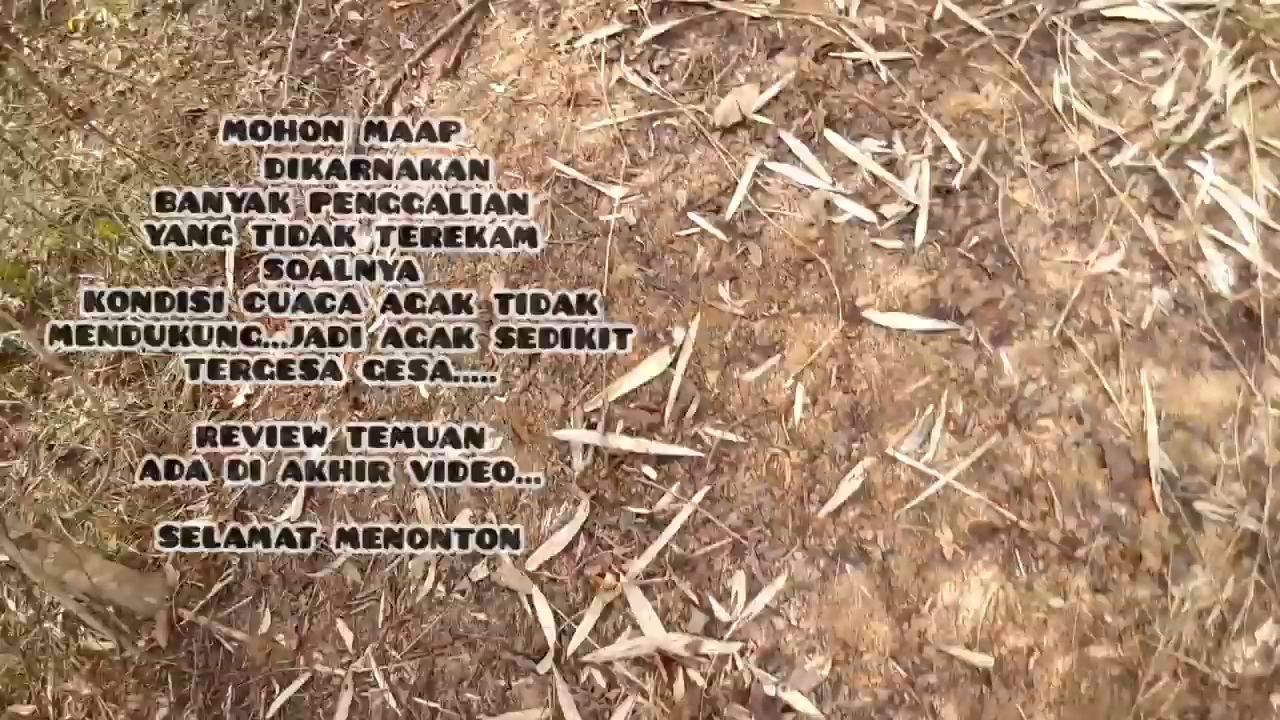 MOHON MAAP
DIKARNAKAN
BANYAK PENGGALIAN
YANG TIDAK TEREKAM
SOALNYA
KONDISI CUACA AGAK TIDAK
MENDUKUNG...JADI AGAK SEDIKIT
TERGESA GESA.....
REVIEW TEMUAN
ADA DI AKHIR VIDEO...
SELAMAT MENONTON